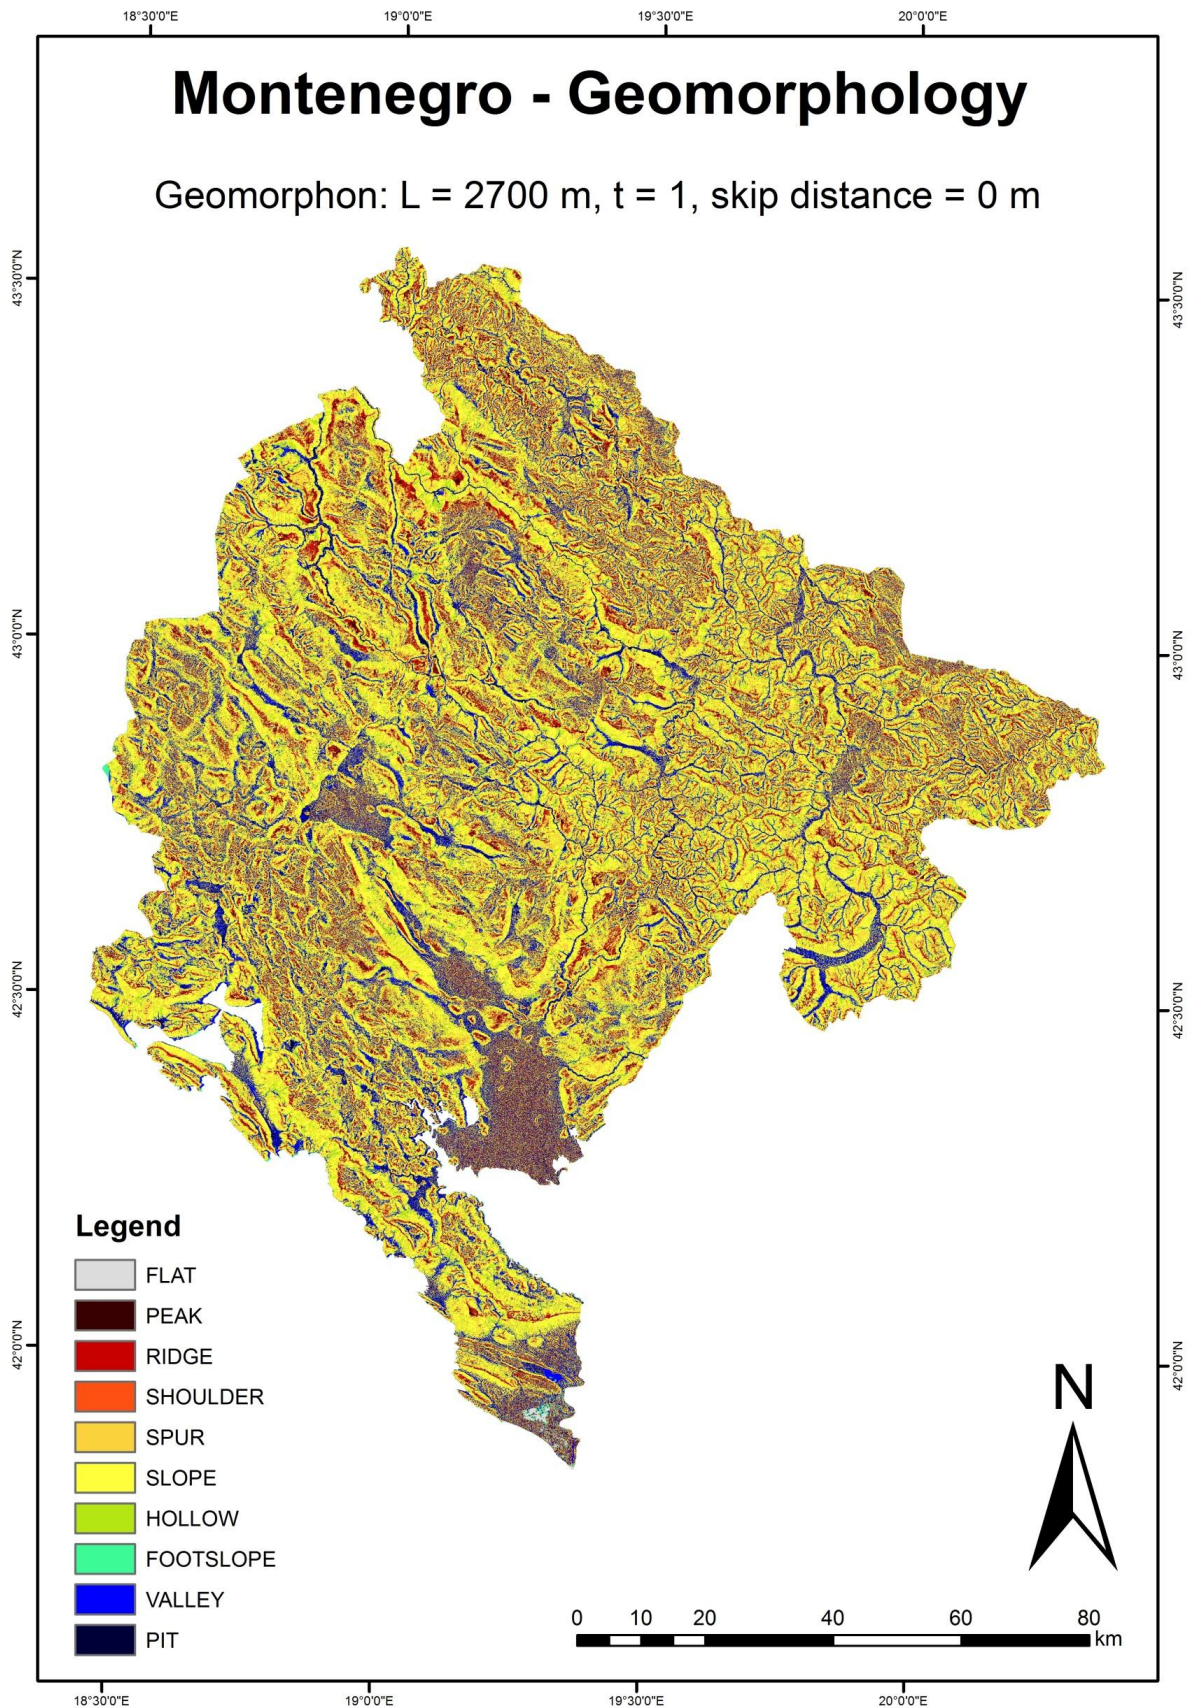 18°30'0"E 19°0'0"E 19°30'0"E 20°0'0"E
Montenegro - Geomorphology
Geomorphon: L = 2700 m, t = 1, skip distance = 0 m
43°30'0"N 43°30'0"N
43°0'0"N 43°0'0"N
42°30'0"N 42°30'0"N
42°0'0"N 42°0'0"N
Legend
FLAT
PEAK
RIDGE
SHOULDER
SPUR
SLOPE
HOLLOW
FOOTSLOPE
VALLEY
PIT
N
0 10 20 40 60 80
km
18°30'0"E 19°0'0"E 19°30'0"E 20°0'0"E